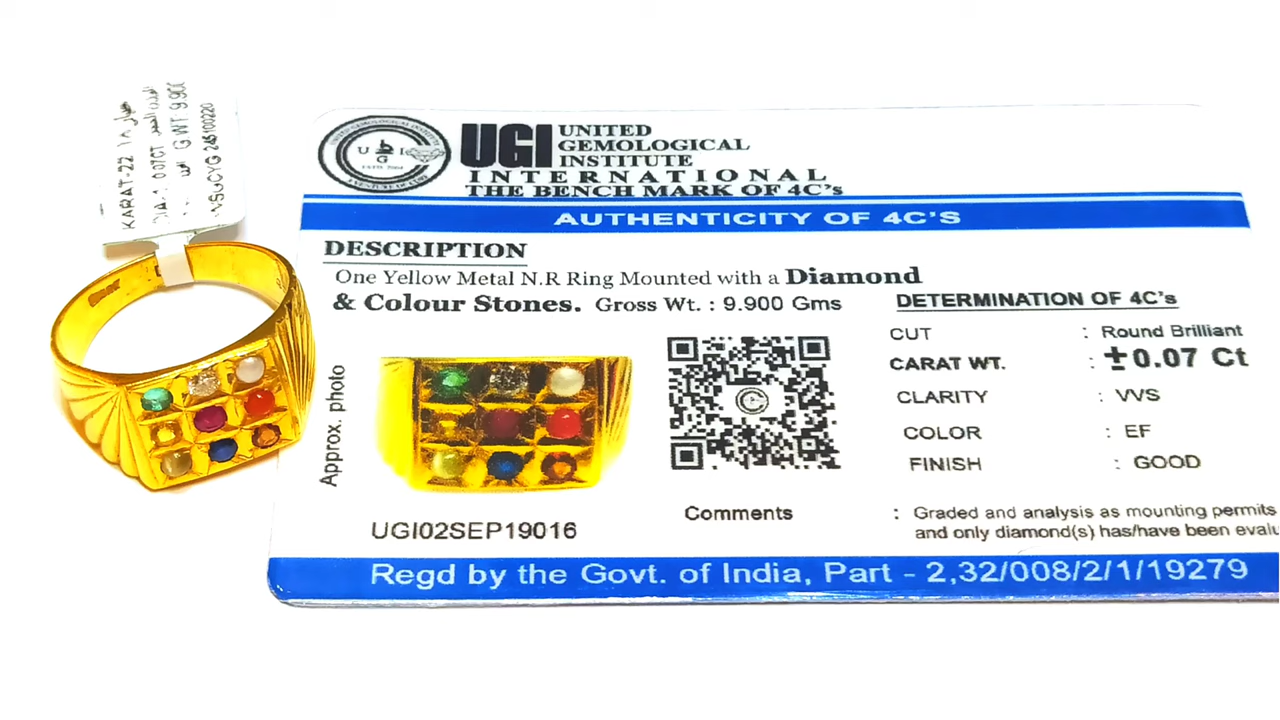 KARAT-22
0.07CT
G WT 9.900
UGI
UNITED
GEMOLOGICAL
INSTITUTE
INTERNATIONAL
THE BENCH MARK OF 4C's
AUTHENTICITY OF 4C'S
DESCRIPTION
One Yellow Metal N.R Ring Mounted with a Diamond
& Colour Stones. Gross Wt. : 9.900 Gms
Approx. photo
UGI02SEP19016
DETERMINATION OF 4C's
CUT : Round Brilliant
CARAT WT. : ±0.07 Ct
CLARITY : VVS
COLOR : EF
FINISH : GOOD
Comments : Graded and analysis as mounting permits
and only diamond(s) has/have been
Regd by the Govt. of India, Part - 2,32/008/2/1/19279